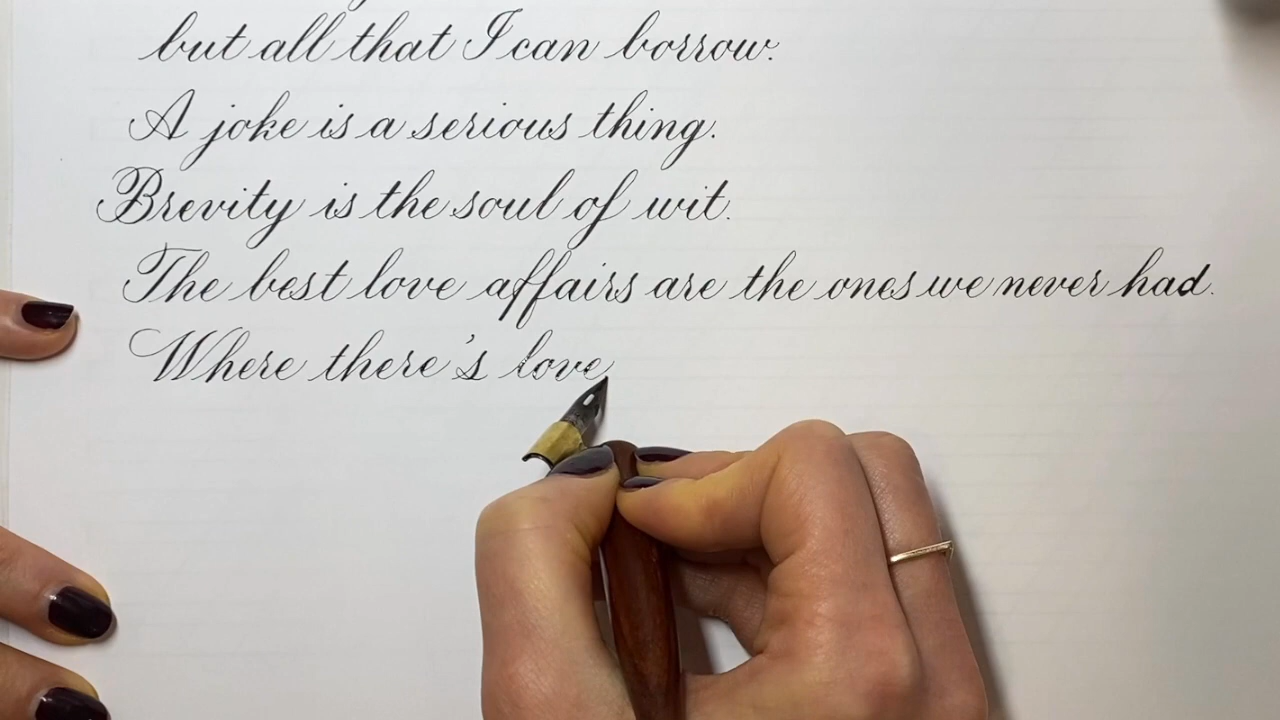 but all that I can borrow.
A joke is a serious thing.
Brevity is the soul of wit.
The best love affairs are the ones we never had.
Where there's love